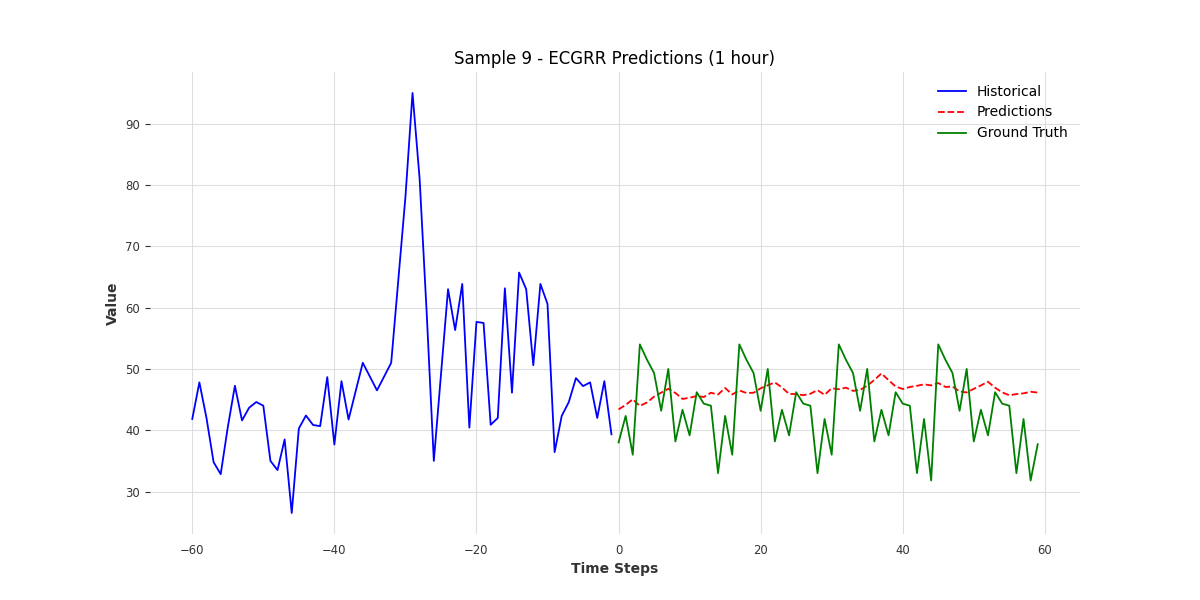 Sample 9 - ECGRR Predictions (1 hour)
Historical
Predictions
Ground Truth
Value
90
80
70
60
50
40
30
−60
−40
−20
0
20
40
60
Time Steps